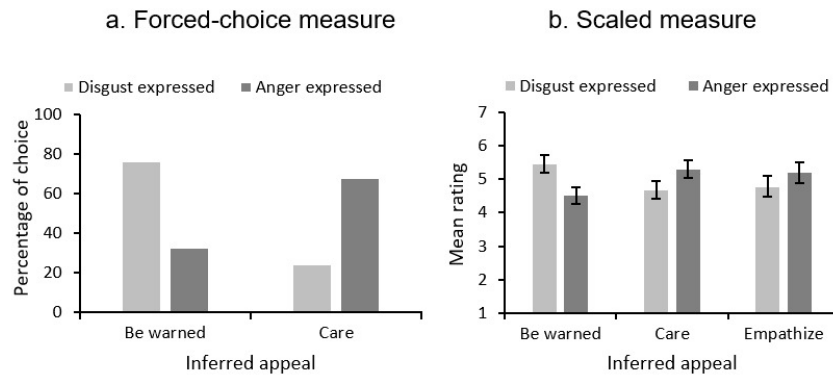 a. Forced-choice measure
Disgust expressed Anger expressed
Percentage of choice
100
80
60
40
20
0
Be warned Care
Inferred appeal
b. Scaled measure
Disgust expressed Anger expressed
Mean rating
7
6
5
4
3
2
1
Be warned Care Empathize
Inferred appeal